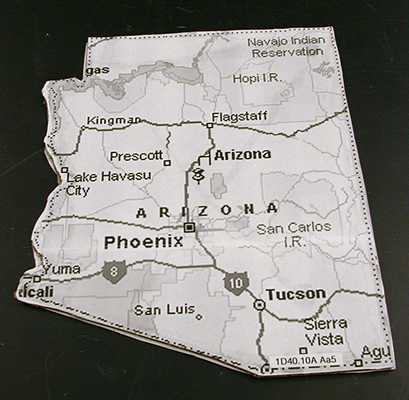 Navajo Indian
Reservation
gas
Hopi I.R.
Kingman
Flagstaff
Prescott
Arizona
Lake Havasu
City
ARIZONA
San Carlos
I.R.
Phoenix
Yuma
8
10
icali
Tucson
San Luis
Sierra
Vista
Agu
1D40.10A Aa5